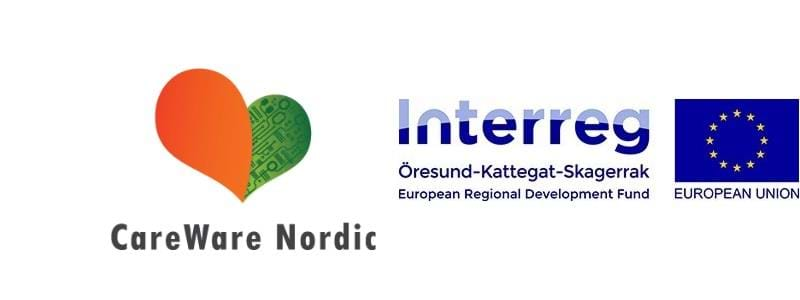 CareWare Nordic
Interreg
Öresund-Kattegat-Skagerrak
European Regional Development Fund
EUROPEAN UNION